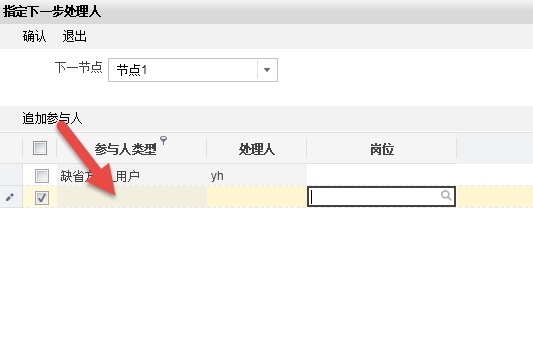 指定下一步处理人
确认 退出
下一节点 节点1
追加参与人
参与人类型 处理人 岗位
缺省 用户 yh